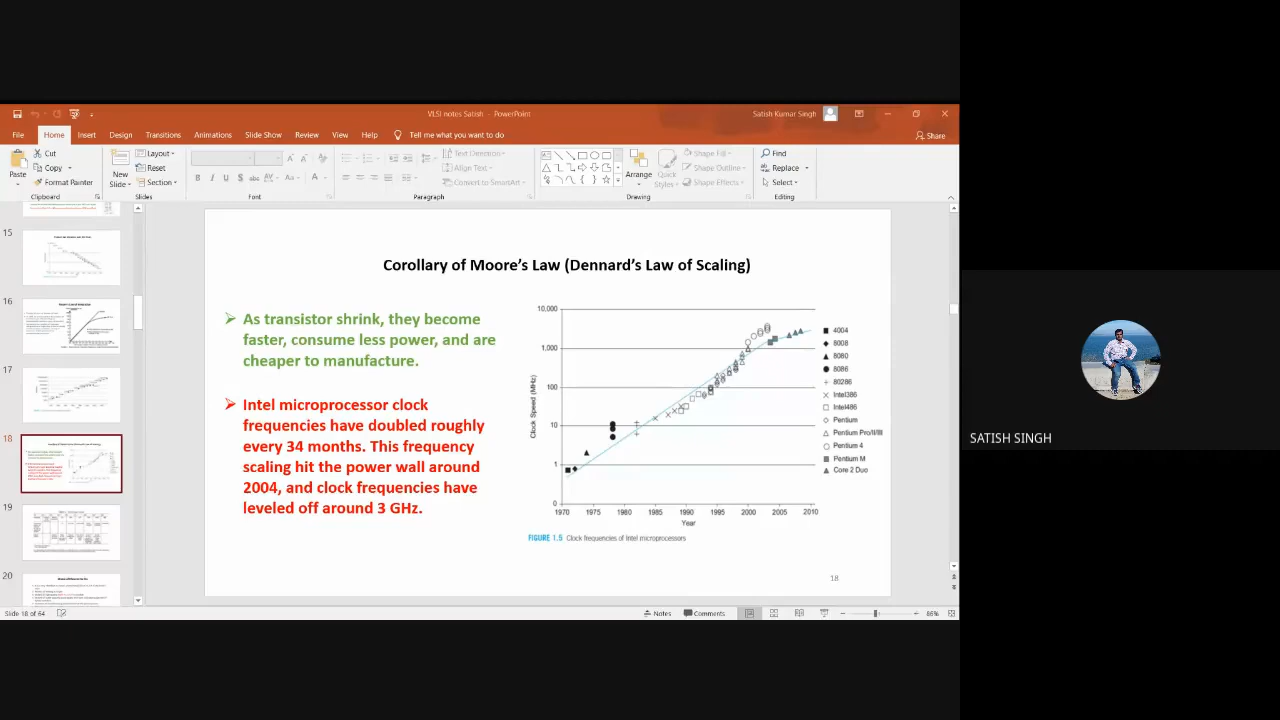 VLSI notes Satish - PowerPoint
Satish Kumar Singh
File Home Insert Design Transitions Animations Slide Show Review View Help Tell me what you want to do
Share
Paste
Cut
Copy
Format Painter
Clipboard
New
Slide
Layout
Reset
Section
Slides
B I U S abc AV Aa A
Font
Text Direction
Align Text
Convert to SmartArt
Paragraph
Arrange
Quick
Styles
Shape Fill
Shape Outline
Shape Effects
Drawing
Find
Replace
Select
Editing
15
16
17
18
19
20
Corollary of Moore's Law (Dennard's Law of Scaling)
As transistor shrink, they become
faster, consume less power, and are
cheaper to manufacture.
Intel microprocessor clock
frequencies have doubled roughly
every 34 months. This frequency
scaling hit the power wall around
2004, and clock frequencies have
leveled off around 3 GHz.
10,000
1,000
100
10
1
0
Clock Speed (MHz)
1970 1975 1980 1985 1990 1995 2000 2005 2010
Year
4004
8008
8080
8086
80286
Intel386
Intel486
Pentium
Pentium Pro/II/III
Pentium 4
Pentium M
Core 2 Duo
FIGURE 1.5 Clock frequencies of Intel microprocessors
18
Slide 18 of 64
Notes
Comments
86%
SATISH SINGH